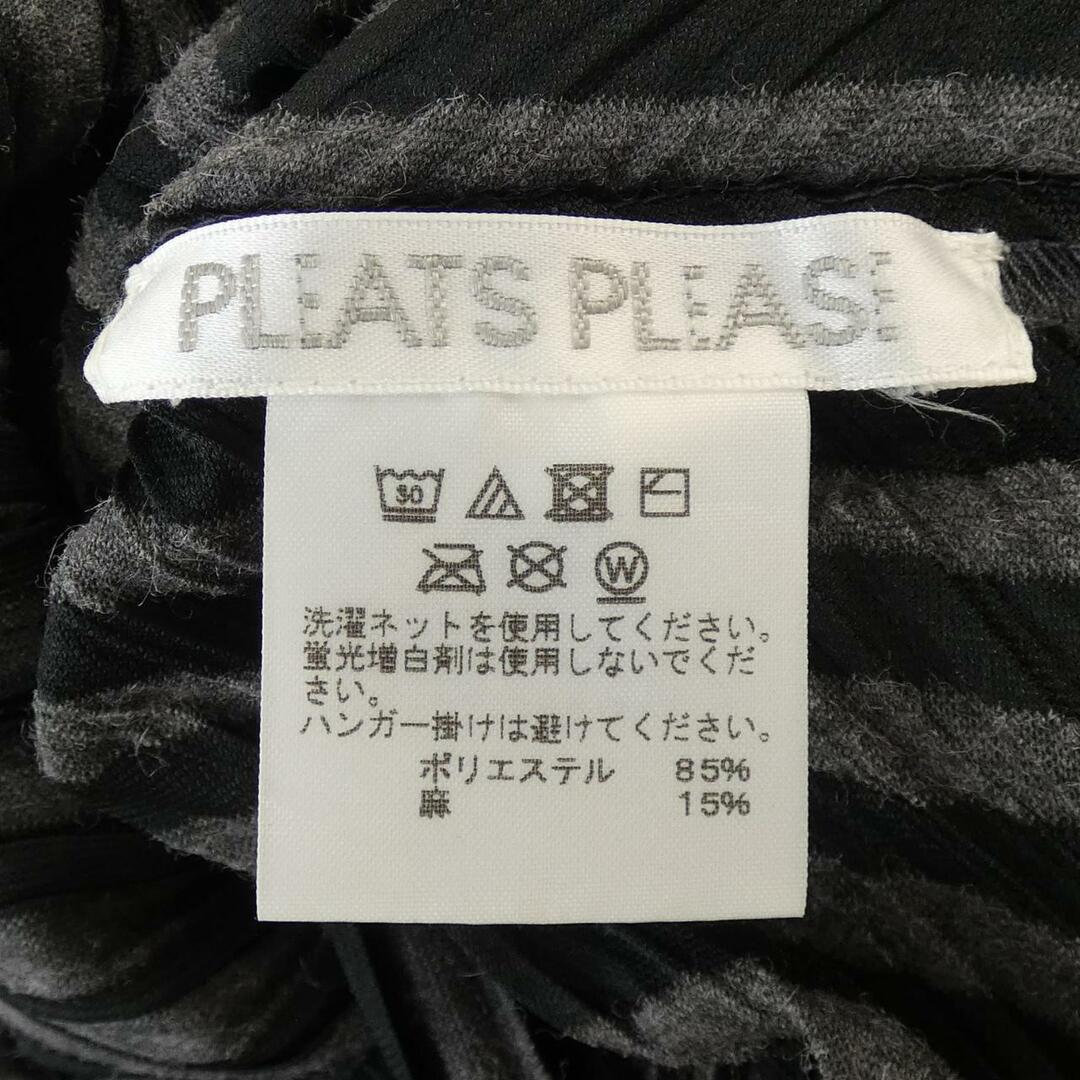 PLEATS PLEASE
30
W
洗濯ネットを使用してください。
蛍光増白剤は使用しないでくだ
さい。
ハンガー掛けは避けてください。
ポリエステル 85%
麻 15%